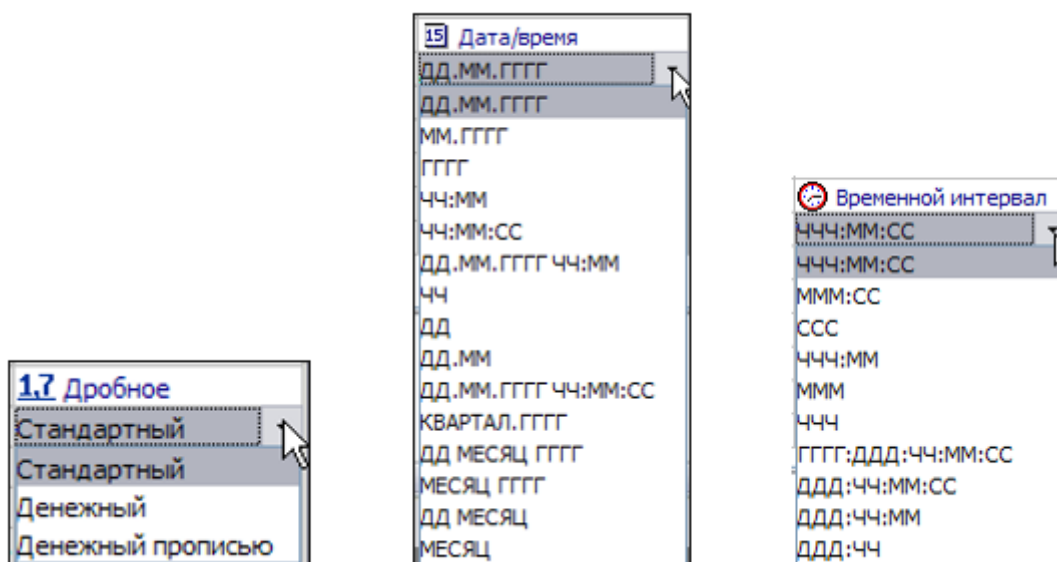 1,7 Дробное
Стандартный
Стандартный
Денежный
Денежный прописью
15 Дата/время
ДД.ММ.ГГГГ
ДД.ММ.ГГГГ
ММ.ГГГГ
ГГГГ
ЧЧ:ММ
ЧЧ:ММ:СС
ДД.ММ.ГГГГ ЧЧ:ММ
ЧЧ
ДД
ДД.ММ
ДД.ММ.ГГГГ ЧЧ:ММ:СС
КВАРТАЛ.ГГГГ
ДД МЕСЯЦ ГГГГ
МЕСЯЦ ГГГГ
ДД МЕСЯЦ
МЕСЯЦ
Временной интервал
ЧЧЧ:ММ:СС
ЧЧЧ:ММ:СС
МММ:СС
ССС
ЧЧЧ:ММ
МММ
ЧЧЧ
ГГГГ:ДДД:ЧЧ:ММ:СС
ДДД:ЧЧ:ММ:СС
ДДД:ЧЧ:ММ
ДДД:ЧЧ